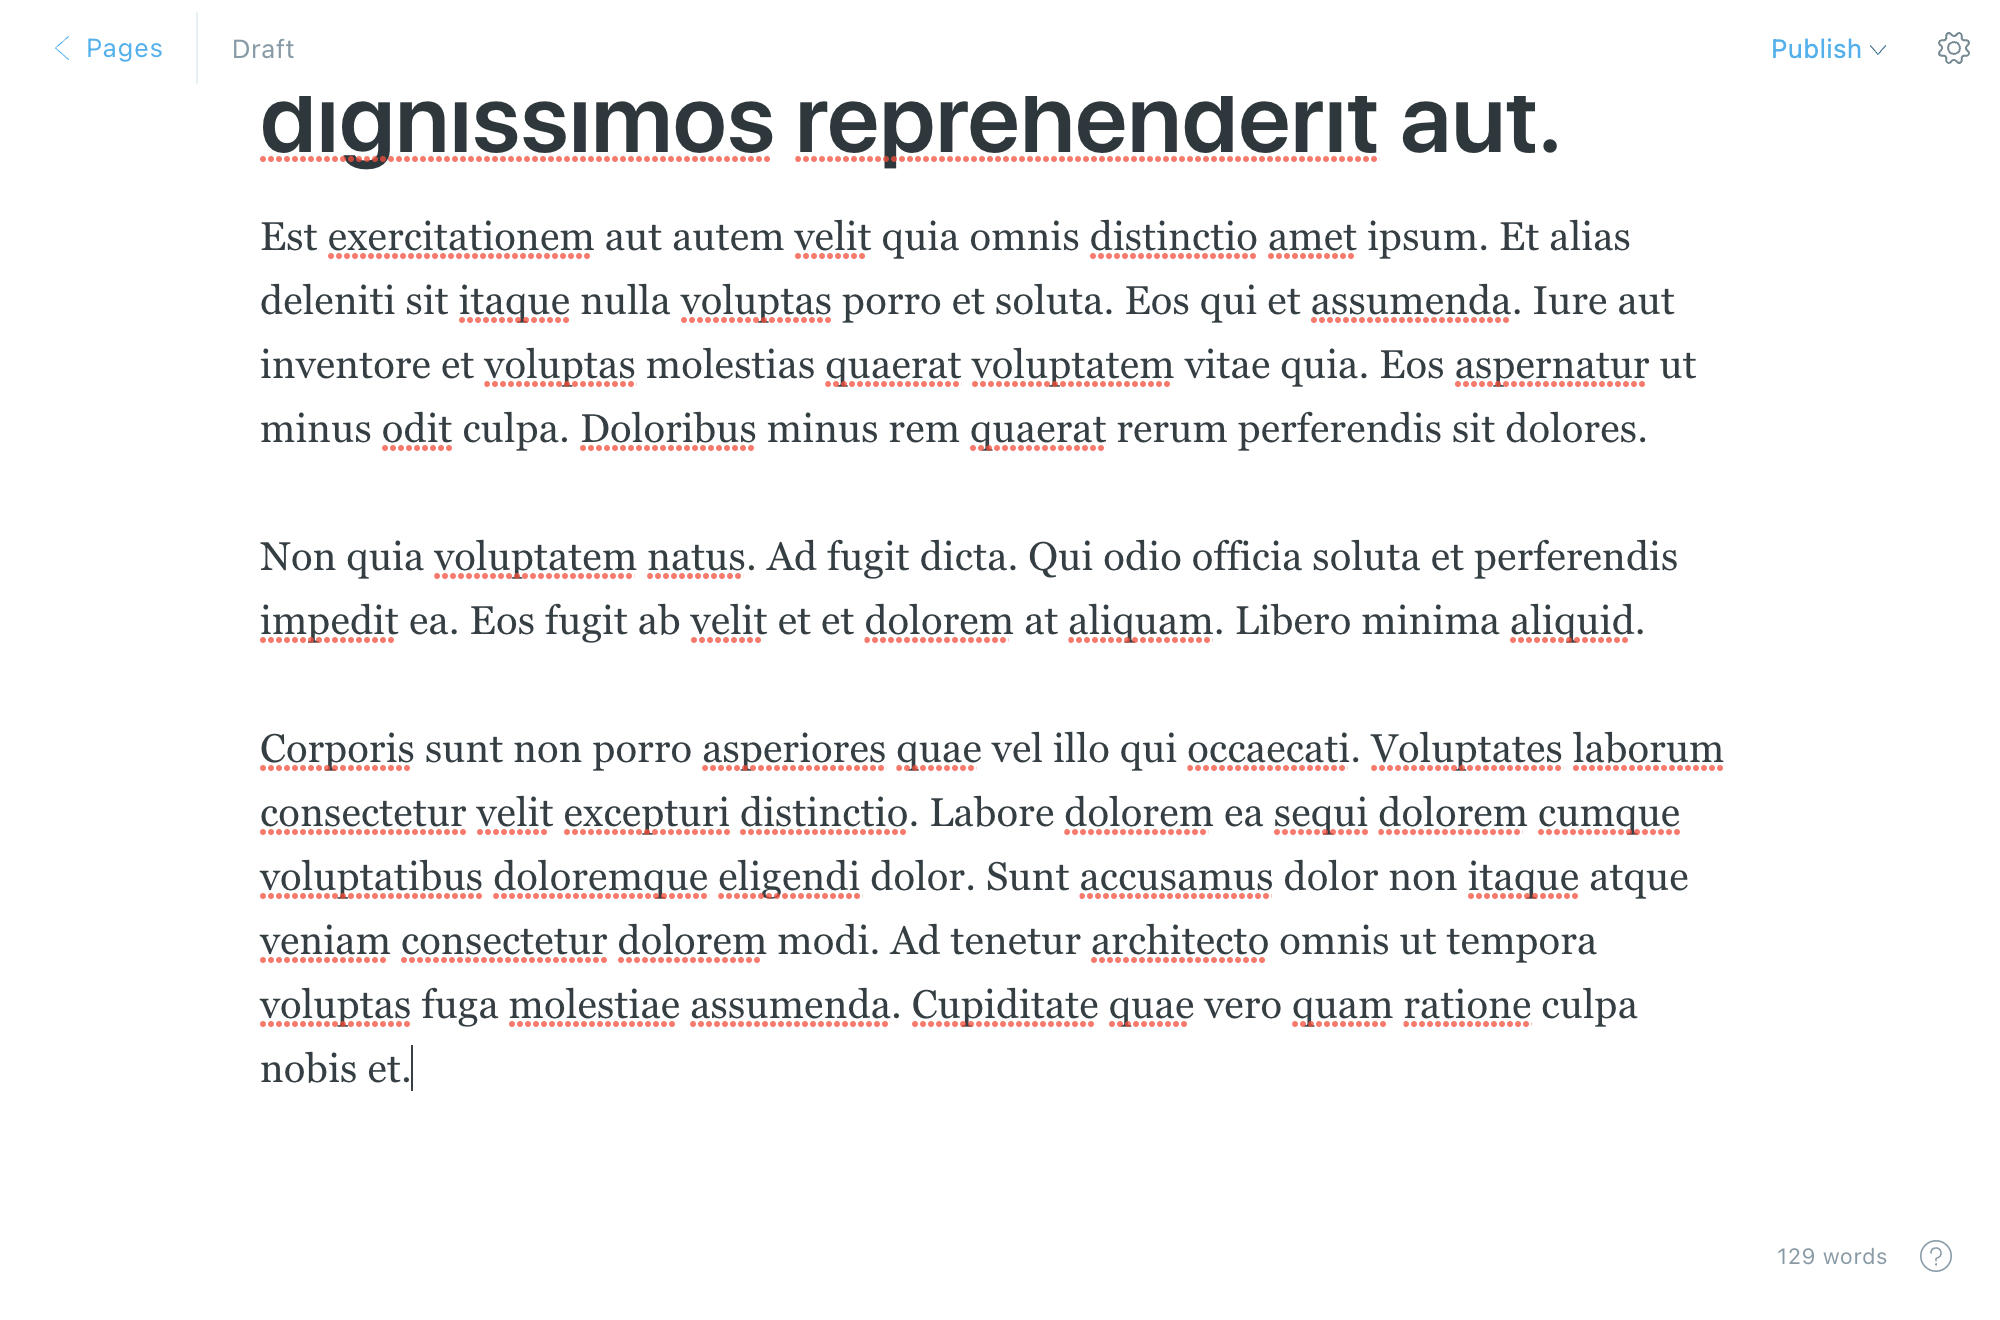 Pages
Draft
Publish
dignissimos reprehenderit aut.
Est exercitationem aut autem velit quia omnis distinctio amet ipsum. Et alias
deleniti sit itaque nulla voluptas porro et soluta. Eos qui et assumenda. Iure aut
inventore et voluptas molestias quaerat voluptatem vitae quia. Eos aspernatur ut
minus odit culpa. Doloribus minus rem quaerat rerum perferendis sit dolores.
Non quia voluptatem natus. Ad fugit dicta. Qui odio officia soluta et perferendis
impedit ea. Eos fugit ab velit et et dolorem at aliquam. Libero minima aliquid.
Corporis sunt non porro asperiores quae vel illo qui occaecati. Voluptates laborum
consectetur velit excepturi distinctio. Labore dolorem ea sequi dolorem cumque
voluptatibus doloremque eligendi dolor. Sunt accusamus dolor non itaque atque
veniam consectetur dolorem modi. Ad tenetur architecto omnis ut tempora
voluptas fuga molestiae assumenda. Cupiditate quae vero quam ratione culpa
nobis et.
129 words
?